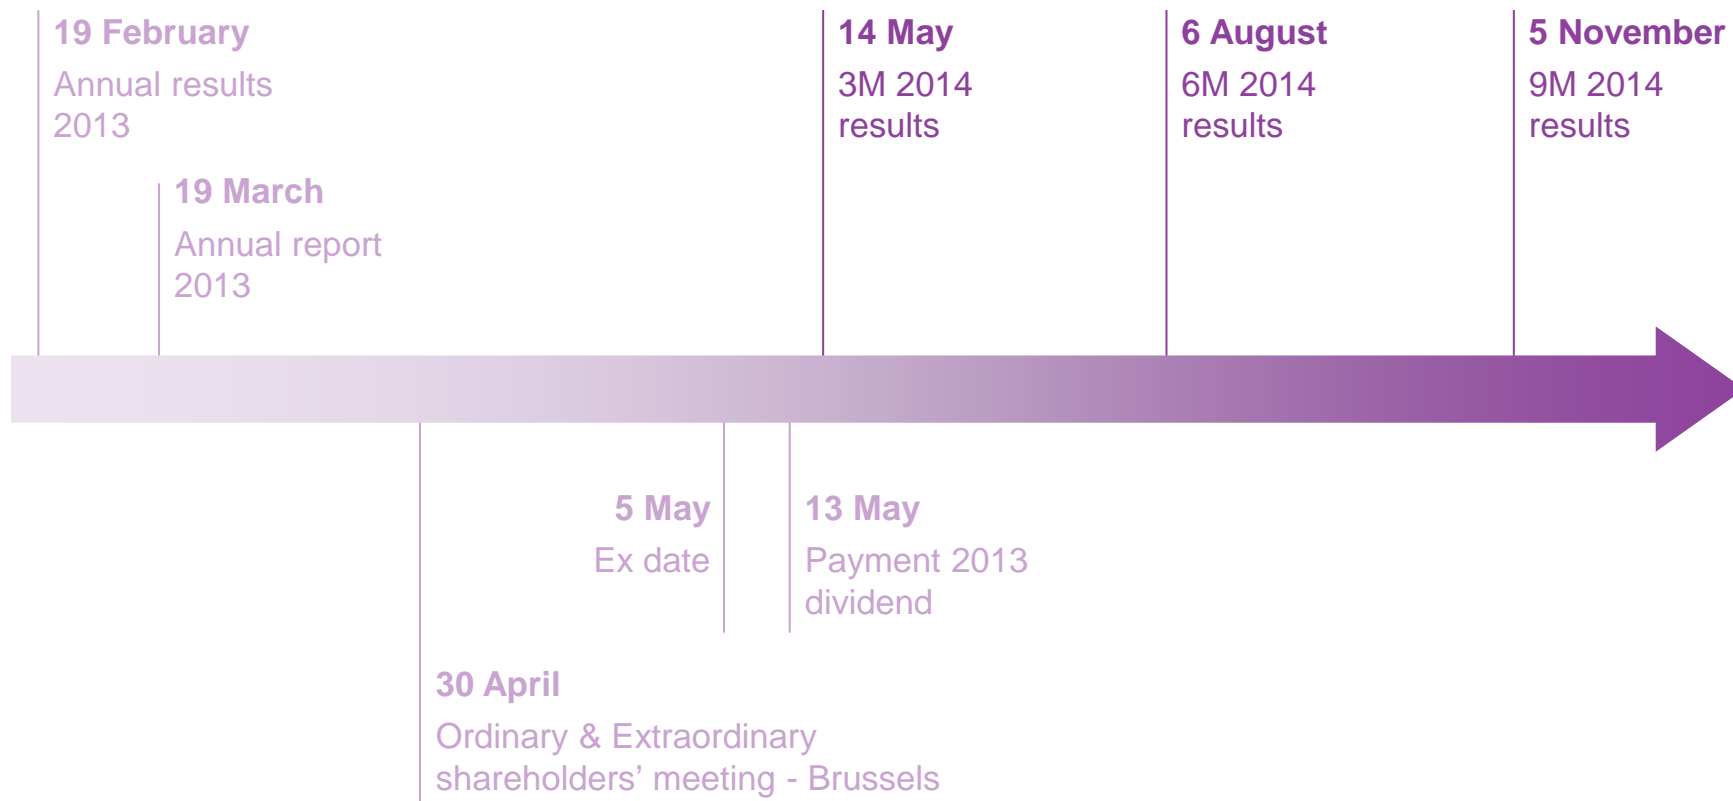 19 February
Annual results
2013
19 March
Annual report
2013
14 May
3M 2014
results
6 August
6M 2014
results
5 November
9M 2014
results
5 May
Ex date
13 May
Payment 2013
dividend
30 April
Ordinary & Extraordinary
shareholders’ meeting - Brussels